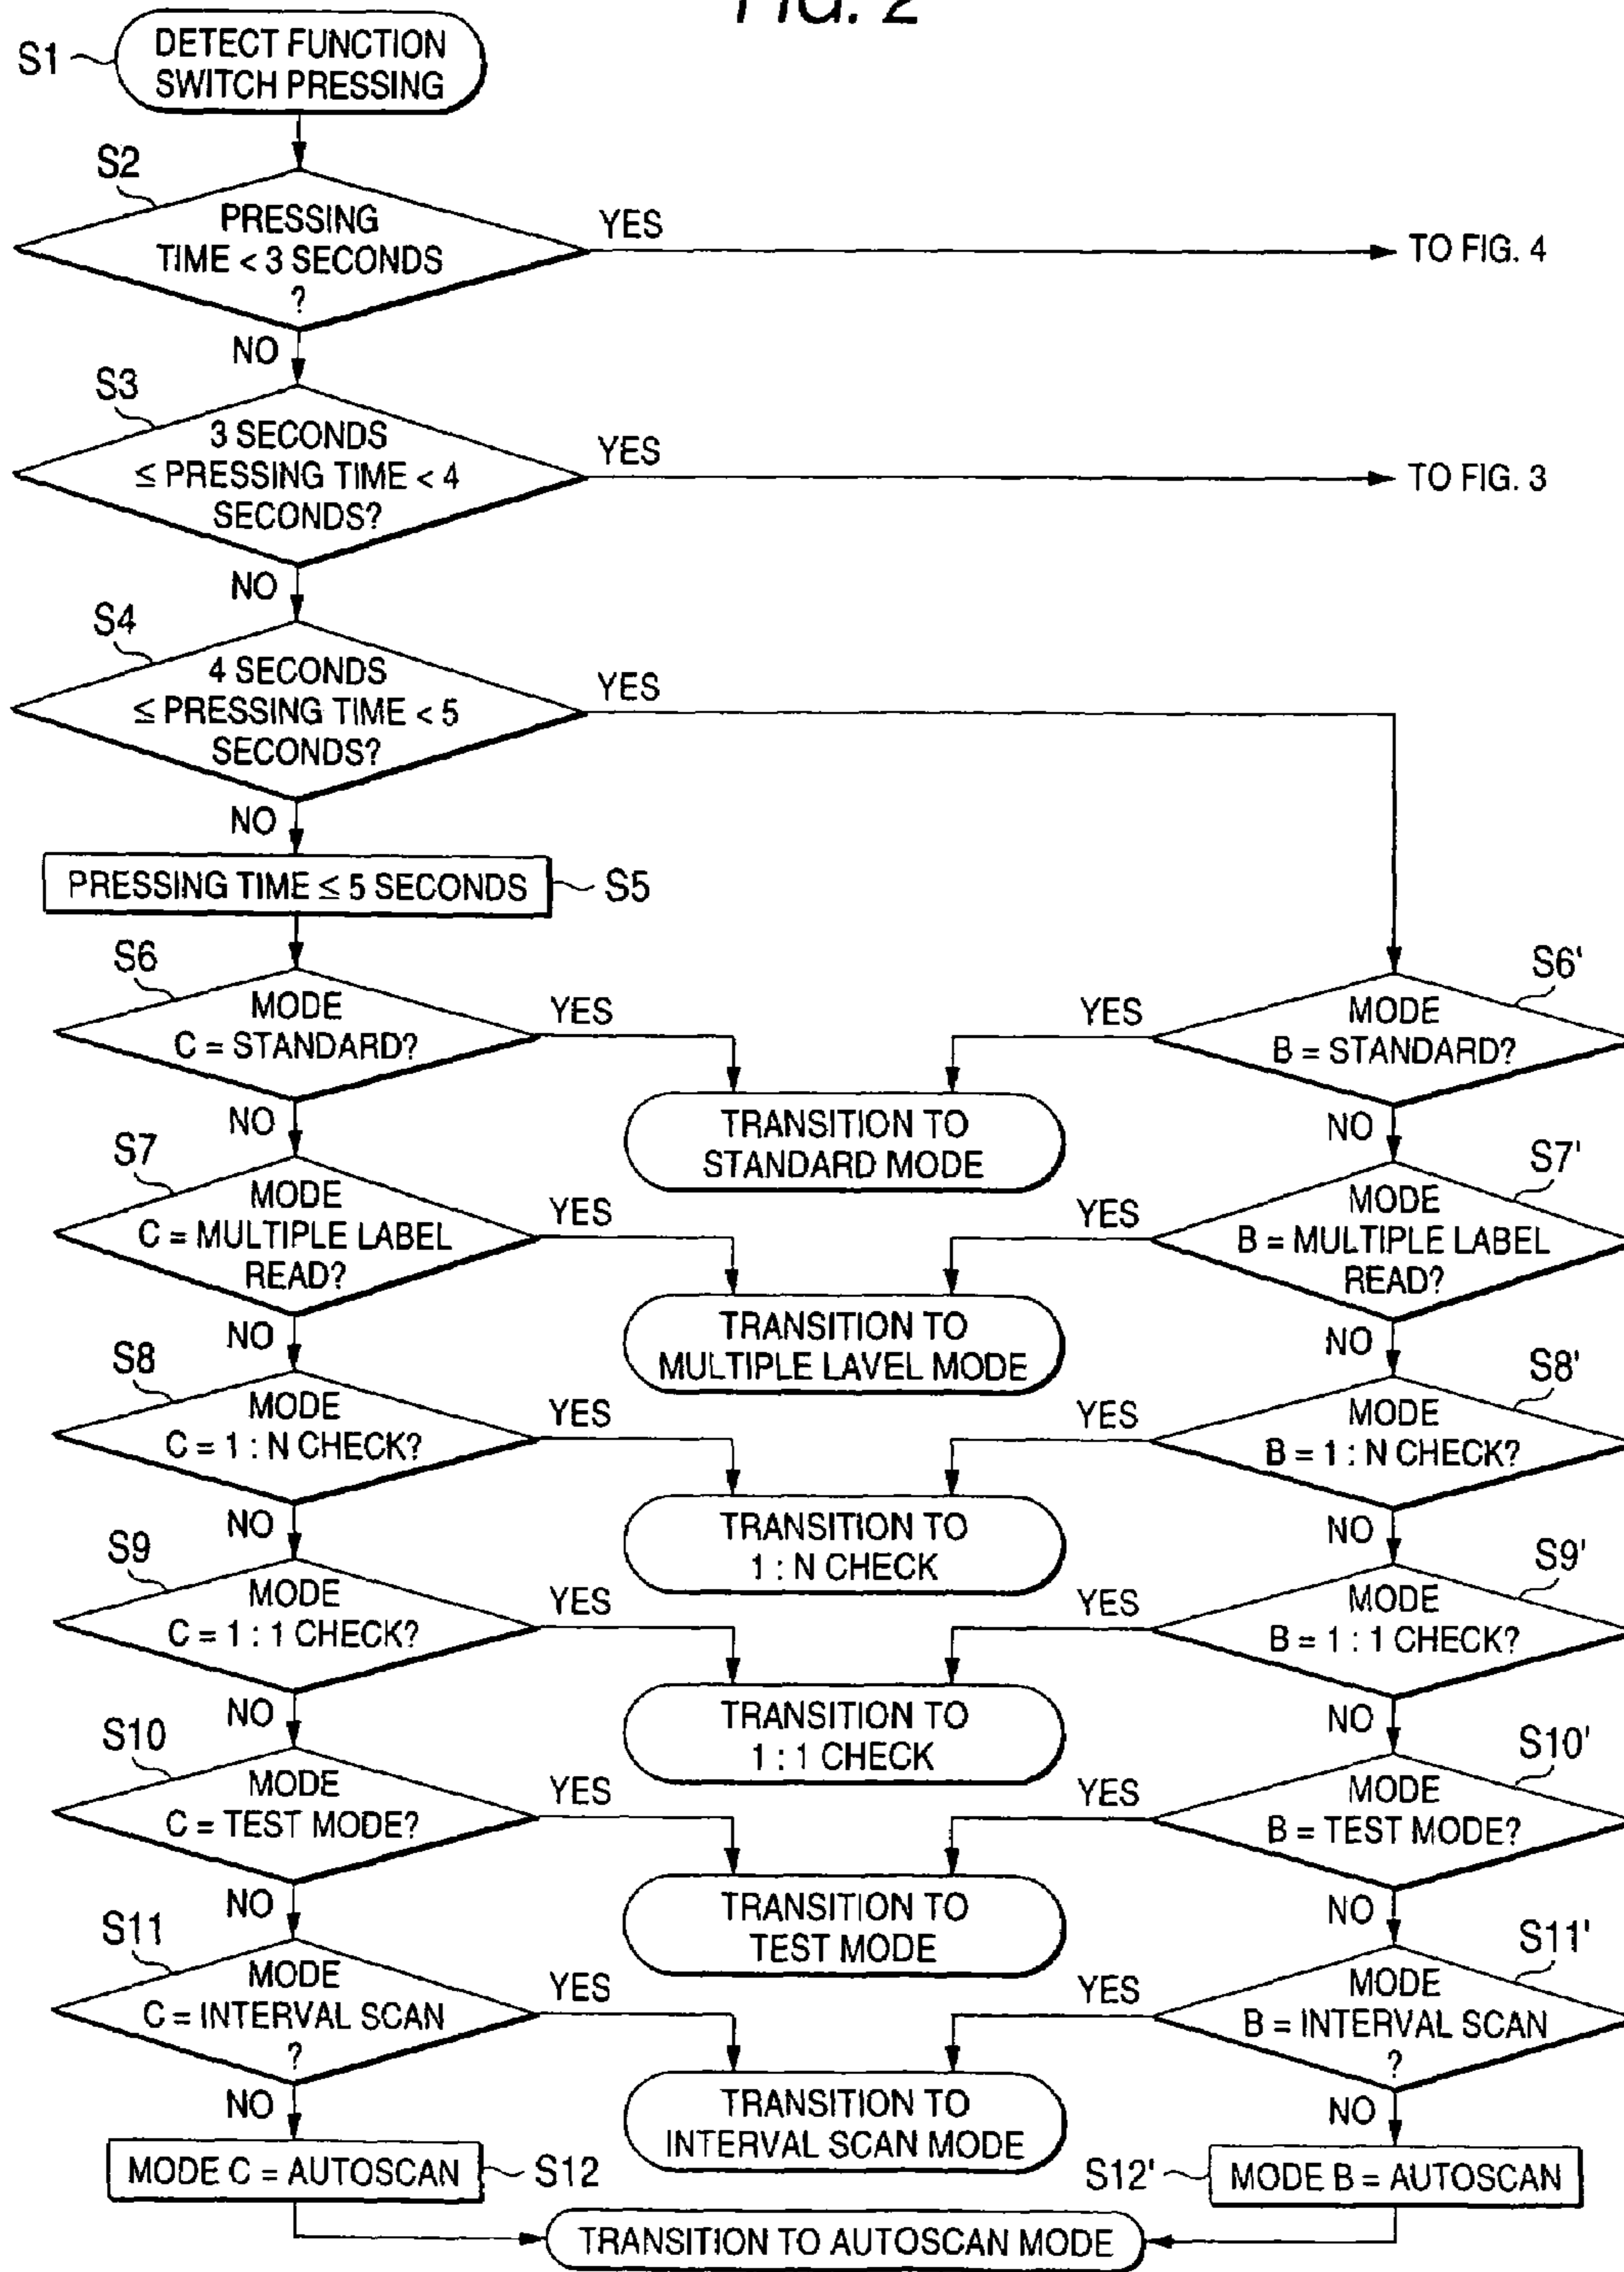 FIG. 2
S1
DETECT FUNCTION
SWITCH PRESSING
S2
PRESSING
TIME < 3 SECONDS
?
YES
TO FIG. 4
NO
S3
3 SECONDS
≤ PRESSING TIME < 4
SECONDS?
YES
TO FIG. 3
NO
S4
4 SECONDS
≤ PRESSING TIME < 5
SECONDS?
YES
NO
PRESSING TIME ≤ 5 SECONDS
S5
S6
MODE
C = STANDARD?
YES
NO
S6'
MODE
B = STANDARD?
YES
NO
TRANSITION TO
STANDARD MODE
S7
MODE
C = MULTIPLE LABEL
READ?
YES
NO
S7'
MODE
B = MULTIPLE LABEL
READ?
YES
NO
TRANSITION TO
MULTIPLE LAVEL MODE
S8
MODE
C = 1 : N CHECK?
YES
NO
S8'
MODE
B = 1 : N CHECK?
YES
NO
TRANSITION TO
1 : N CHECK
S9
MODE
C = 1 : 1 CHECK?
YES
NO
S9'
MODE
B = 1 : 1 CHECK?
YES
NO
TRANSITION TO
1 : 1 CHECK
S10
MODE
C = TEST MODE?
YES
NO
S10'
MODE
B = TEST MODE?
YES
NO
TRANSITION TO
TEST MODE
S11
MODE
C = INTERVAL SCAN
?
YES
NO
S11'
MODE
B = INTERVAL SCAN
?
YES
NO
TRANSITION TO
INTERVAL SCAN MODE
MODE C = AUTOSCAN
S12
S12'
MODE B = AUTOSCAN
TRANSITION TO AUTOSCAN MODE